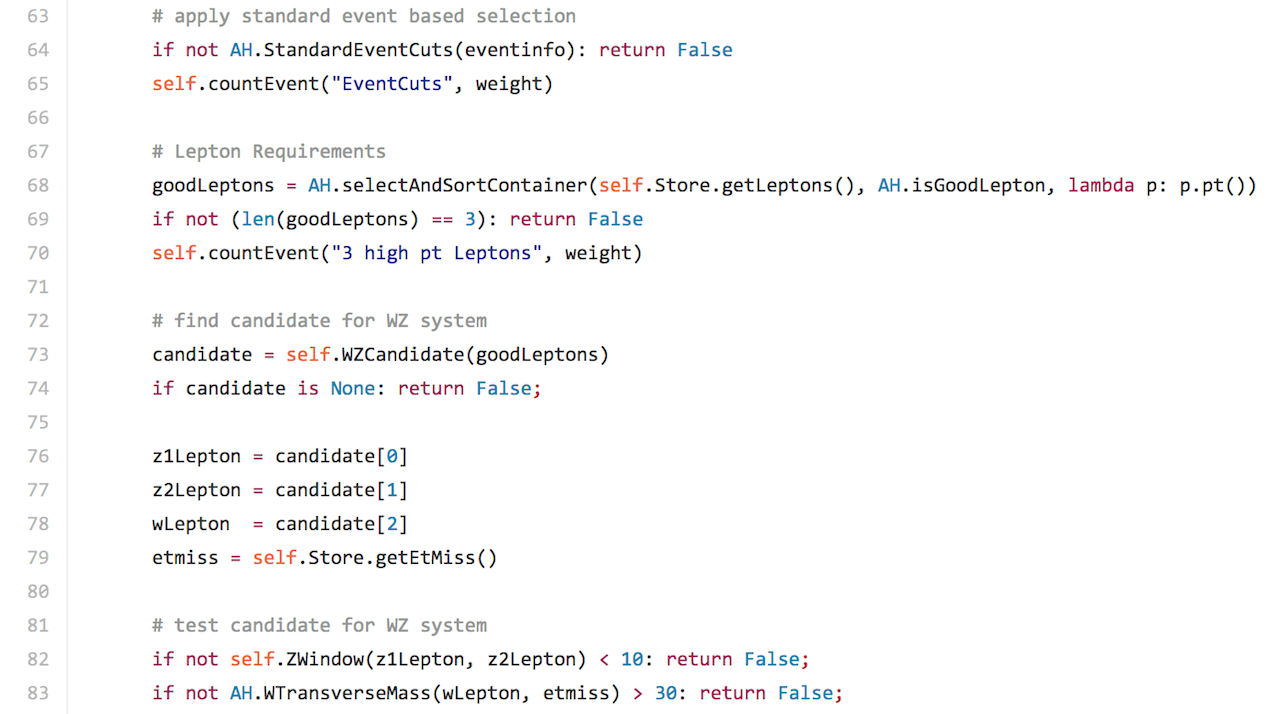 63 # apply standard event based selection
64 if not AH.StandardEventCuts(eventinfo): return False
65 self.countEvent("EventCuts", weight)
66
67 # Lepton Requirements
68 goodLeptons = AH.selectAndSortContainer(self.Store.getLeptons(), AH.isGoodLepton, lambda p: p.pt())
69 if not (len(goodLeptons) == 3): return False
70 self.countEvent("3 high pt Leptons", weight)
71
72 # find candidate for WZ system
73 candidate = self.WZCandidate(goodLeptons)
74 if candidate is None: return False;
75
76 z1Lepton = candidate[0]
77 z2Lepton = candidate[1]
78 wLepton  = candidate[2]
79 etmiss = self.Store.getEtMiss()
80
81 # test candidate for WZ system
82 if not self.ZWindow(z1Lepton, z2Lepton) < 10: return False;
83 if not AH.WTransverseMass(wLepton, etmiss) > 30: return False;